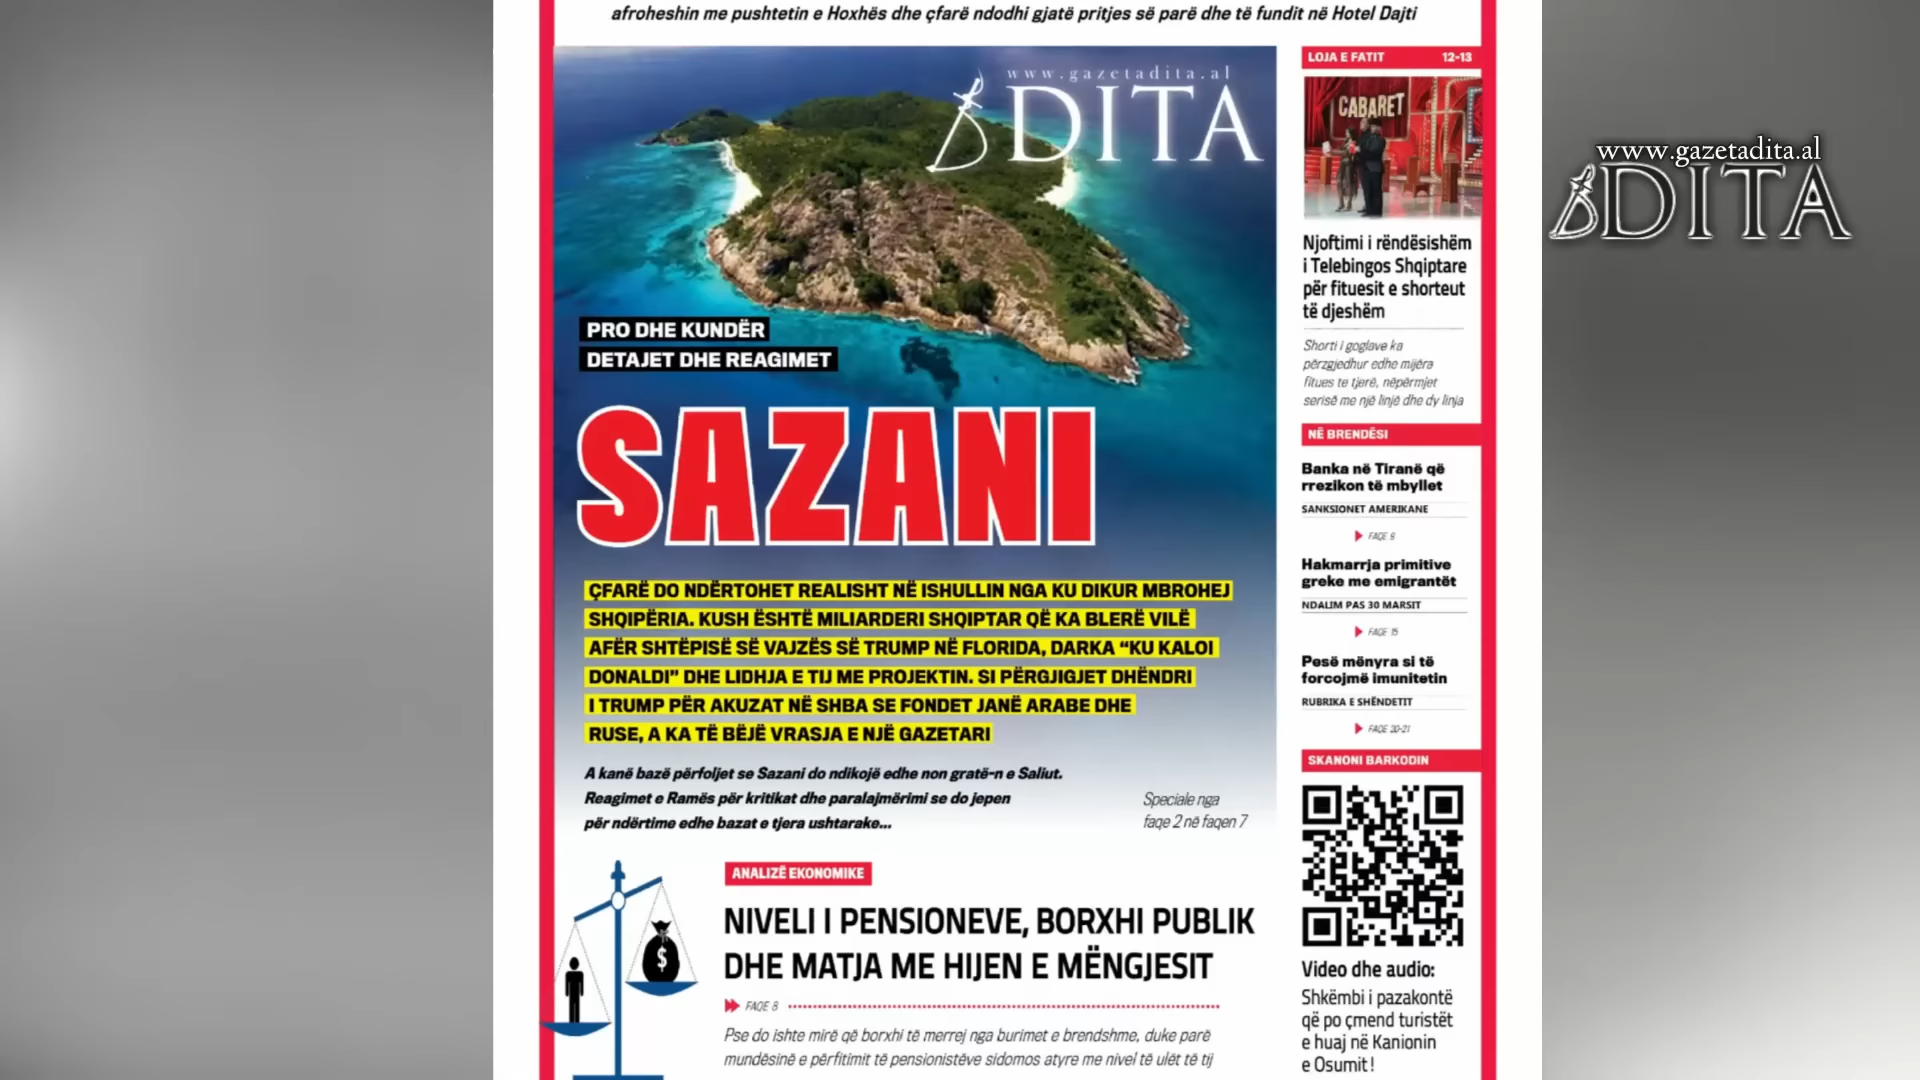 afroheshin me pushtetin e Hoxhës dhe çfarë ndodhi gjatë pritjes së parë dhe të fundit në Hotel Dajti
www.gazetadita.al
DITA
PRO DHE KUNDËR
DETAJET DHE REAGIMET
SAZANI
ÇFARË DO NDËRTOHET REALISHT NË ISHULLIN NGA KU DIKUR MBROHEJ
SHQIPËRIA. KUSH ËSHTË MILIARDERI SHQIPTAR QË KA BLERË VILË
AFËR SHTËPISË SË VAJZËS SË TRUMP NË FLORIDA, DARKA “KU KALOI
DONALDI” DHE LIDHJA E TIJ ME PROJEKTIN. SI PËRGJIGJET DHËNDRI
I TRUMP PËR AKUZAT NË SHBA SE FONDET JANË ARABE DHE
RUSE, A KA TË BËJË VRASJA E NJË GAZETARI
A kanë bazë përfoljet se Sazani do ndikojë edhe non gratë-n e Saliut.
Reagimet e Ramës për kritikat dhe paralajmërimi se do jepen
për ndërtime edhe bazat e tjera ushtarake...
Speciale nga
faqe 2 në faqen 7
ANALIZË EKONOMIKE
NIVELI I PENSIONEVE, BORXHI PUBLIK
DHE MATJA ME HIJEN E MËNGJESIT
FAQE 8
Pse do ishte mirë që borxhi të merrej nga burimet e brendshme, duke parë
mundësinë e përfitimit të pensionistëve sidomos atyre me nivel të ulët të tij
$
LOJA E FATIT 12-13
CABARET
Njoftimi i rëndësishëm
i Telebingos Shqiptare
për fituesit e shorteut
të djeshëm
Shorti i goglave ka
përzgjedhur edhe mijëra
fitues te tjerë, nëpërmjet
serisë me një linjë dhe dy linja
NË BRENDËSI
Banka në Tiranë që
rrezikon të mbyllet
SANKSIONET AMERIKANE
FAQE 9
Hakmarrja primitive
greke me emigrantët
NDALIM PAS 30 MARSIT
FAQE 15
Pesë mënyra si të
forcojmë imunitetin
RUBRIKA E SHËNDETIT
FAQE 20-21
SKANONI BARKODIN
Video dhe audio:
Shkëmbi i pazakontë
që po çmend turistët
e huaj në Kanionin
e Osumit!
www.gazetadita.al
DITA